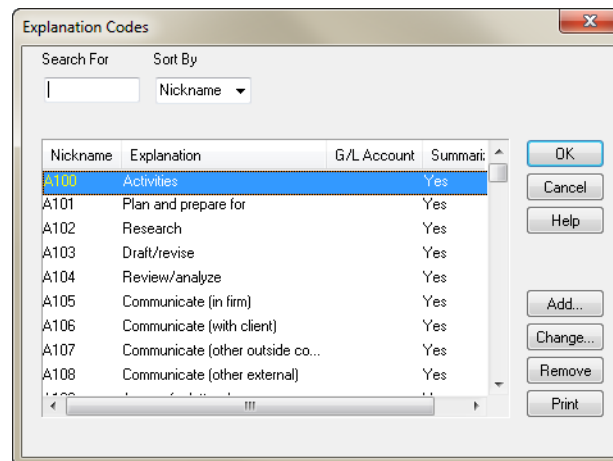 Explanation Codes
Search For Sort By
Nickname
Nickname Explanation G/L Account Summari:
A100 Activities Yes
A101 Plan and prepare for Yes
A102 Research Yes
A103 Draft/revise Yes
A104 Review/analyze Yes
A105 Communicate (in firm) Yes
A106 Communicate (with client) Yes
A107 Communicate (other outside co... Yes
A108 Communicate (other external) Yes
OK
Cancel
Help
Add...
Change...
Remove
Print